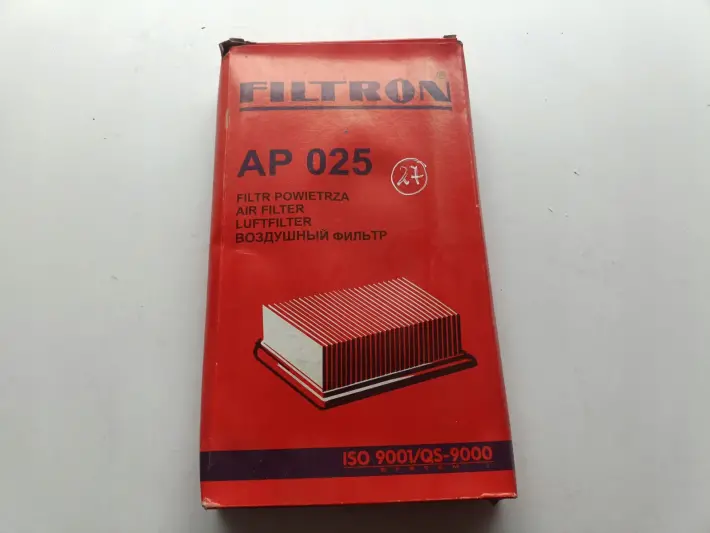 FILTRON®
AP 025
27
FILTR POWIETRZA
AIR FILTER
LUFTFILTER
ВОЗДУШНЫЙ ФИЛЬТР
ISO 9001/QS-9000